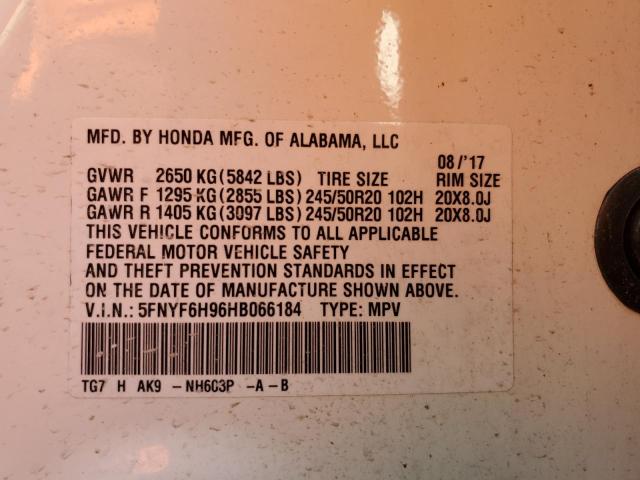 MFD. BY HONDA MFG. OF ALABAMA, LLC
08/'17
GVWR 2650 KG(5842 LBS) TIRE SIZE RIM SIZE
GAWR F 1295 KG(2855 LBS) 245/50R20 102H 20X8.0J
GAWR R 1405 KG(3097 LBS) 245/50R20 102H 20X8.0J
THIS VEHICLE CONFORMS TO ALL APPLICABLE
FEDERAL MOTOR VEHICLE SAFETY
AND THEFT PREVENTION STANDARDS IN EFFECT
ON THE DATE OF MANUFACTURE SHOWN ABOVE.
V.I.N.: 5FNYF6H96HB066184 TYPE: MPV
TG7 H AK9 -NH603P -A-B